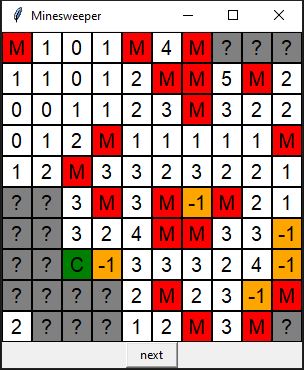 Minesweeper
M 1 0 1 M 4 M ? ? ?
1 1 0 1 2 M M 5 M 2
0 0 1 1 2 3 M 3 2 2
0 1 2 M 1 1 1 1 1 M
1 2 M 3 3 2 3 2 2 1
? ? 3 M 3 M -1 M 2 1
? ? 3 2 4 M M 3 3 -1
? ? C -1 3 3 3 2 4 -1
? ? ? ? 2 M 2 3 -1 M
2 ? ? ? 1 2 M 3 M ?
next